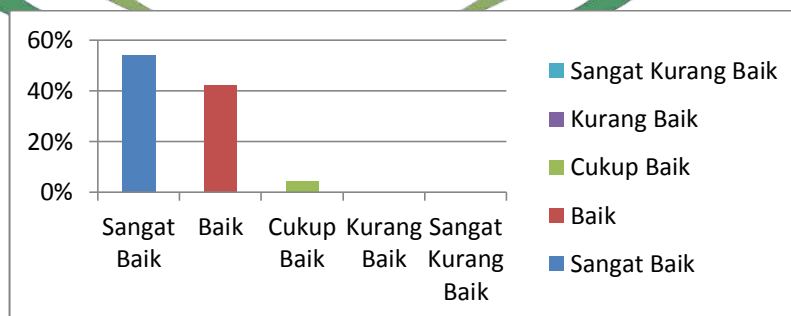 60%
40%
20%
0%
Sangat Baik
Baik
Cukup Baik
Kurang Baik
Sangat Kurang Baik
Sangat Kurang Baik
Kurang Baik
Cukup Baik
Baik
Sangat Baik